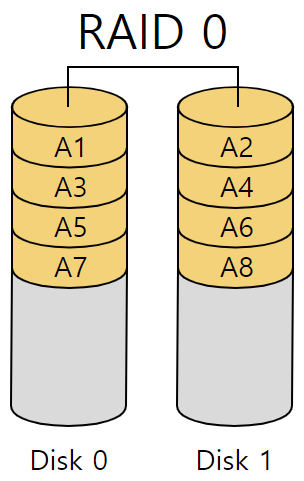 RAID 0
A1 A2
A3 A4
A5 A6
A7 A8
Disk 0 Disk 1